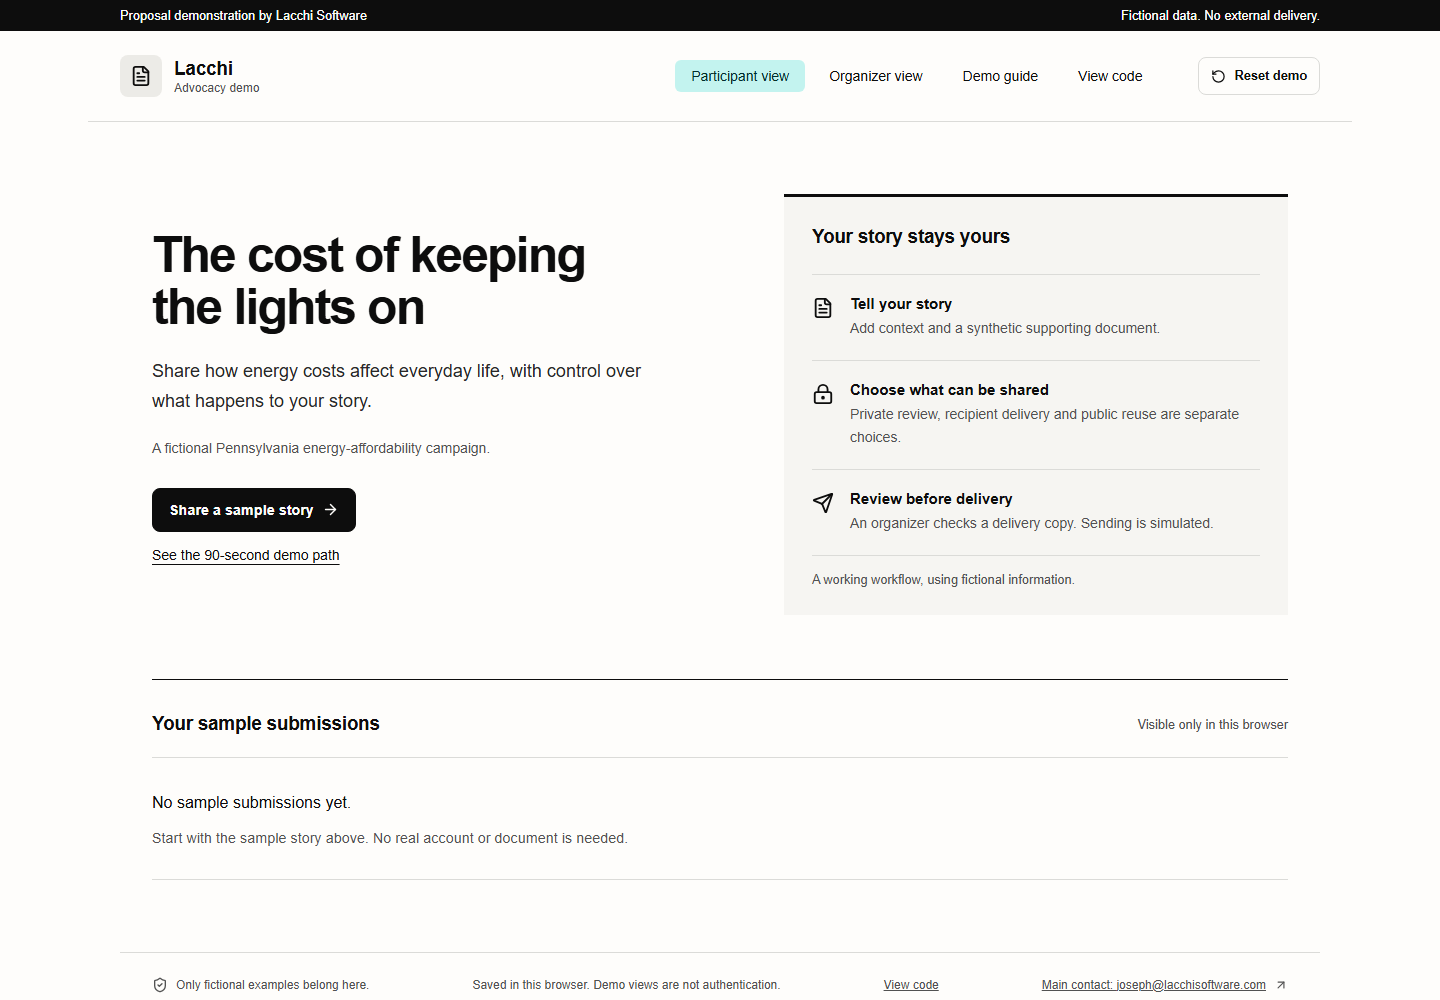 Proposal demonstration by Lacchi Software
Fictional data. No external delivery.
Lacchi
Advocacy demo
Participant view
Organizer view
Demo guide
View code
Reset demo
The cost of keeping
the lights on
Share how energy costs affect everyday life, with control over
what happens to your story.
A fictional Pennsylvania energy-affordability campaign.
Share a sample story
See the 90-second demo path
Your story stays yours
Tell your story
Add context and a synthetic supporting document.
Choose what can be shared
Private review, recipient delivery and public reuse are separate
choices.
Review before delivery
An organizer checks a delivery copy. Sending is simulated.
A working workflow, using fictional information.
Your sample submissions
Visible only in this browser
No sample submissions yet.
Start with the sample story above. No real account or document is needed.
Only fictional examples belong here.
Saved in this browser. Demo views are not authentication.
View code
Main contact: joseph@lacchisoftware.com